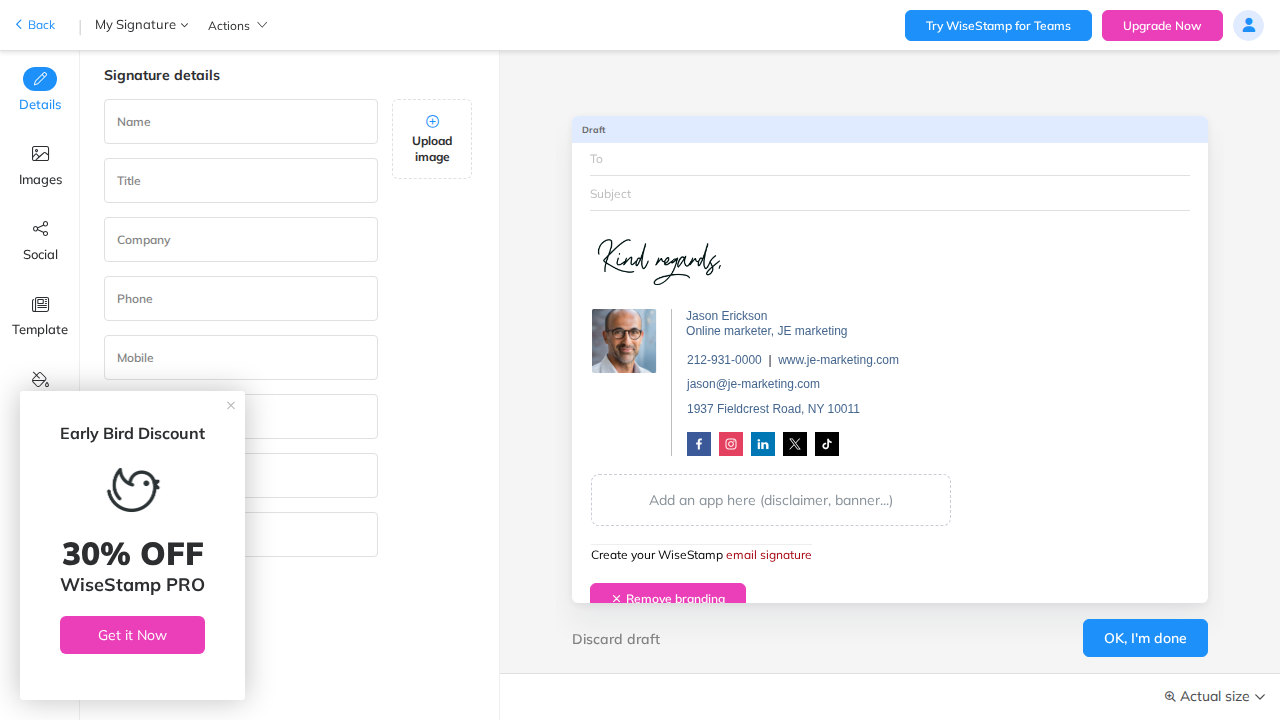 Back
My Signature
Actions
Try WiseStamp for Teams
Upgrade Now
Details
Images
Social
Template
Signature details
Name
Title
Company
Phone
Mobile
Upload
image
Early Bird Discount
30% OFF
WiseStamp PRO
Get it Now
Draft
To
Subject
Kind regards,
Jason Erickson
Online marketer, JE marketing
212-931-0000 | www.je-marketing.com
jason@je-marketing.com
1937 Fieldcrest Road, NY 10011
Add an app here (disclaimer, banner...)
Create your WiseStamp email signature
Remove branding
Discard draft
OK, I'm done
Actual size